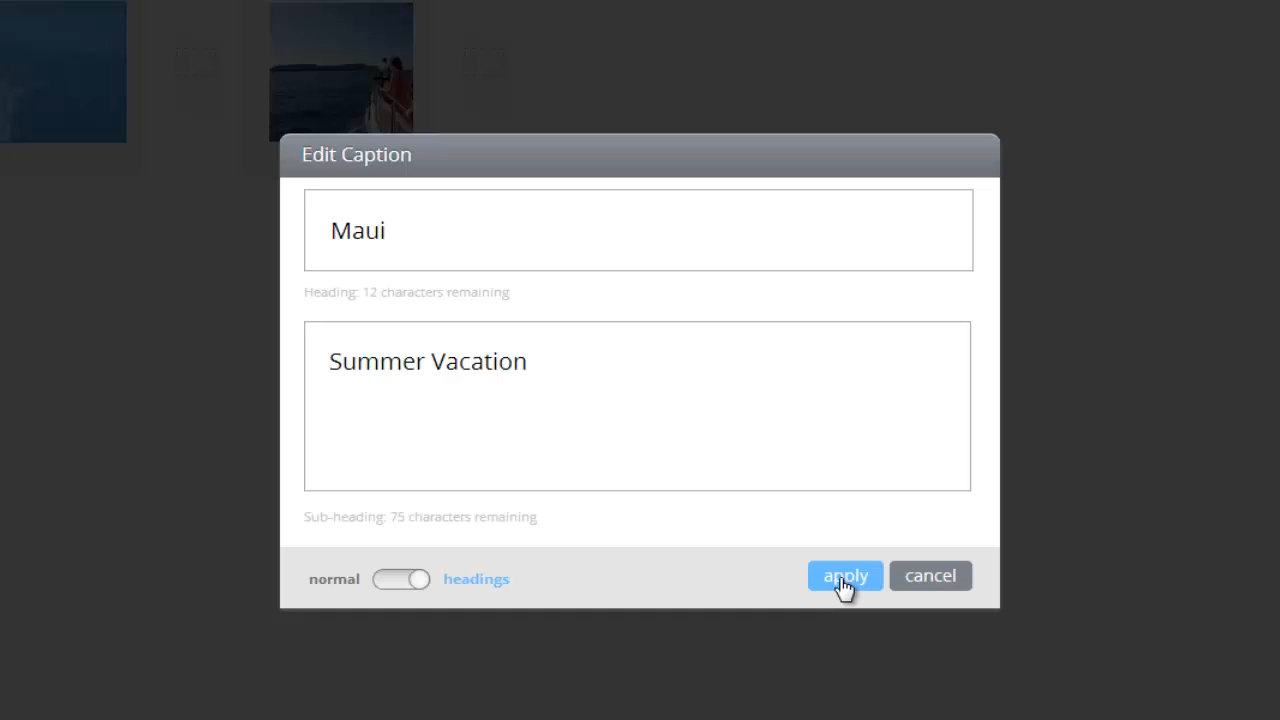 Edit Caption
Maui
Heading: 12 characters remaining
Summer Vacation
Sub-heading: 75 characters remaining
normal headings apply cancel